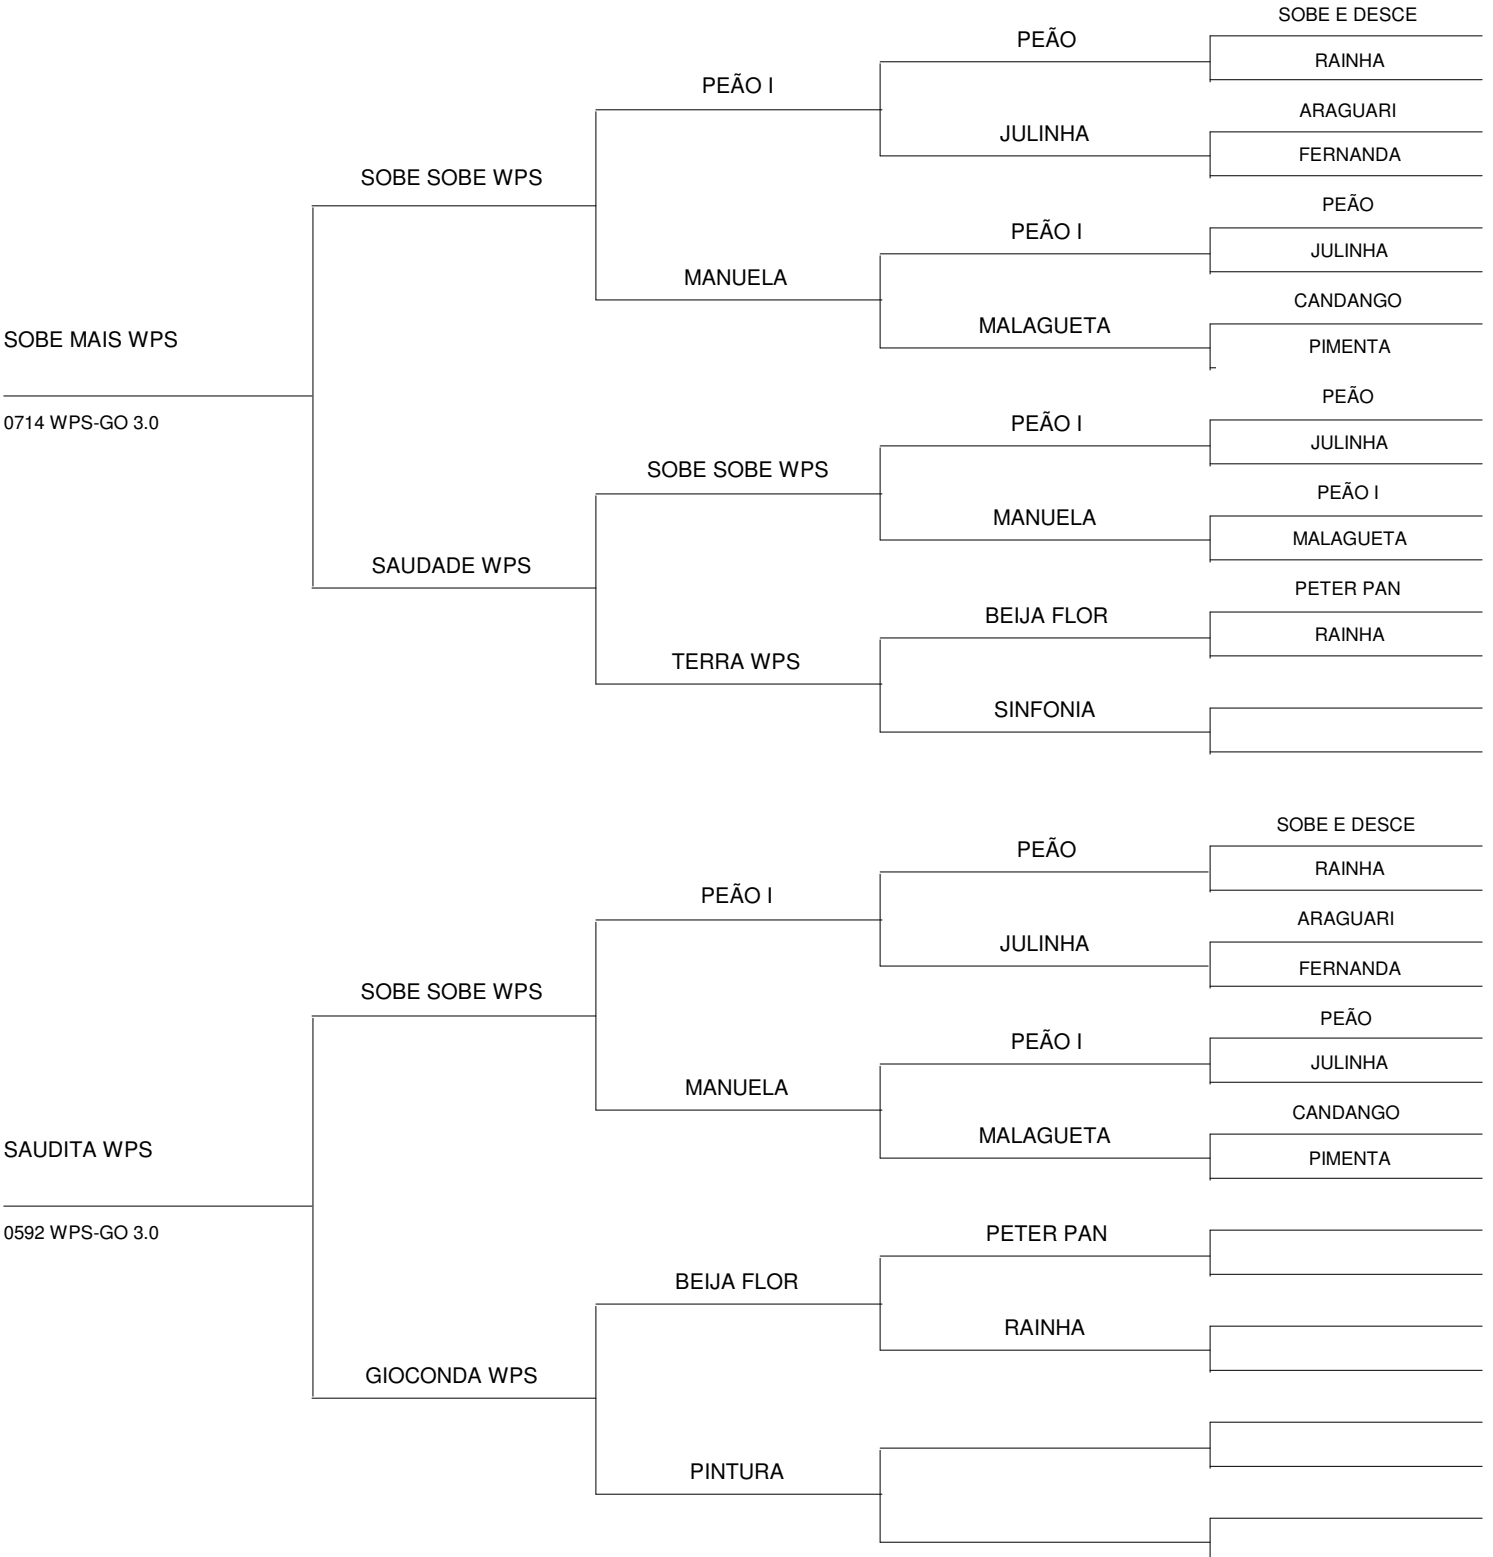 SOBE E DESCE
PEÃO
RAINHA
PEÃO I
ARAGUARI
JULINHA
FERNANDA
SOBE SOBE WPS
PEÃO
PEÃO I
JULINHA
MANUELA
CANDANGO
MALAGUETA
SOBE MAIS WPS
PIMENTA
PEÃO
0714 WPS-GO 3.0
PEÃO I
JULINHA
SOBE SOBE WPS
PEÃO I
MANUELA
MALAGUETA
SAUDADE WPS
PETER PAN
BEIJA FLOR
RAINHA
TERRA WPS
SINFONIA
SOBE E DESCE
PEÃO
RAINHA
PEÃO I
ARAGUARI
JULINHA
FERNANDA
SOBE SOBE WPS
PEÃO
PEÃO I
JULINHA
MANUELA
CANDANGO
MALAGUETA
SAUDITA WPS
PIMENTA
0592 WPS-GO 3.0
PETER PAN
BEIJA FLOR
RAINHA
GIOCONDA WPS
PINTURA